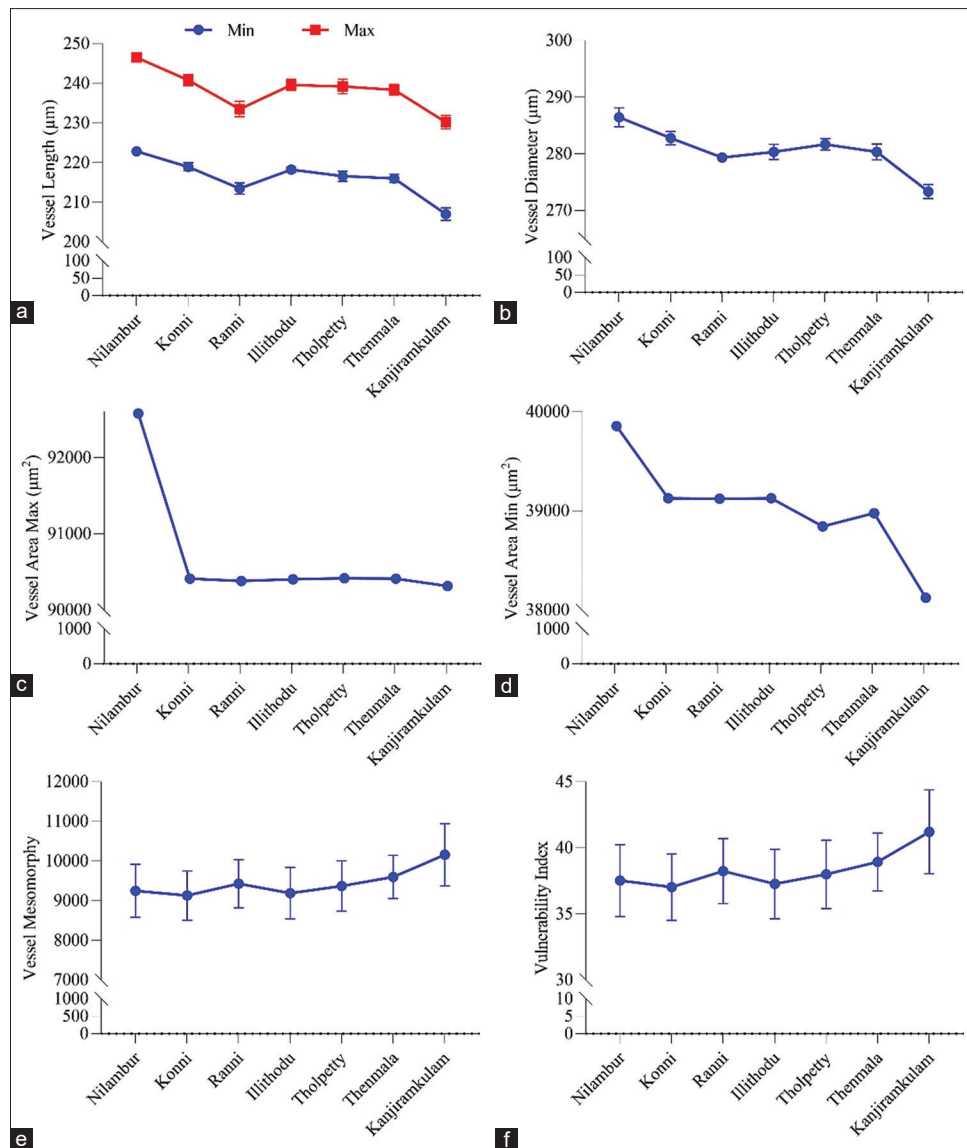 Min Max
250
240
230
220
210
200
100
50
0
Vessel Length (µm)
Nilambur
Konni
Ranni
Illithodu
Tholpetty
Thenmala
Kanjiramkulam
a
300
290
280
270
100
50
0
Vessel Diameter (µm)
Nilambur
Konni
Ranni
Illithodu
Tholpetty
Thenmala
Kanjiramkulam
b
92000
91000
90000
1000
0
Vessel Area Max (µm²)
Nilambur
Konni
Ranni
Illithodu
Tholpetty
Thenmala
Kanjiramkulam
c
40000
39000
38000
1000
0
Vessel Area Min (µm²)
Nilambur
Konni
Ranni
Illithodu
Tholpetty
Thenmala
Kanjiramkulam
d
12000
11000
10000
9000
8000
7000
1000
500
0
Vessel Mesomorphy
Nilambur
Konni
Ranni
Illithodu
Tholpetty
Thenmala
Kanjiramkulam
e
45
40
35
30
10
5
0
Vulnerability Index
Nilambur
Konni
Ranni
Illithodu
Tholpetty
Thenmala
Kanjiramkulam
f